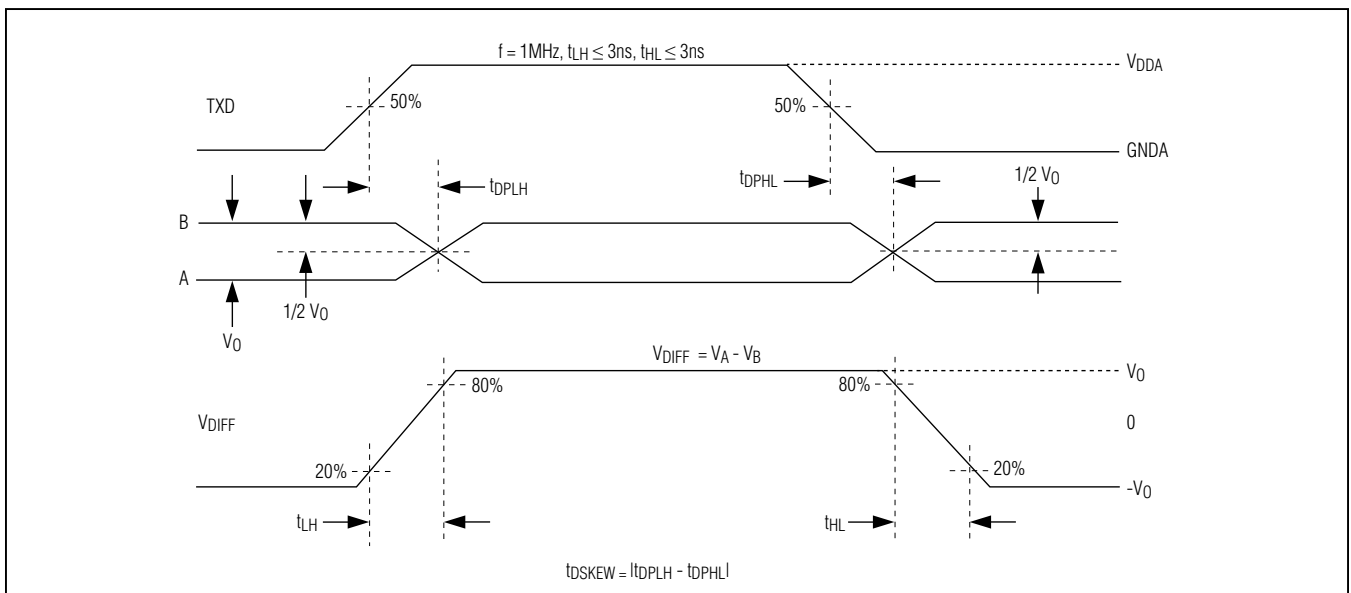 f = 1MHz, tLH ≤ 3ns, tHL ≤ 3ns
VDDA
TXD
50%
50%
GNDA
tDPLH
tDPHL
1/2 VO
B
A
1/2 VO
VO
VDIFF = VA - VB
VO
80%
80%
VDIFF
0
20%
20%
-VO
tLH
tHL
tDSKEW = |tDPLH - tDPHL|